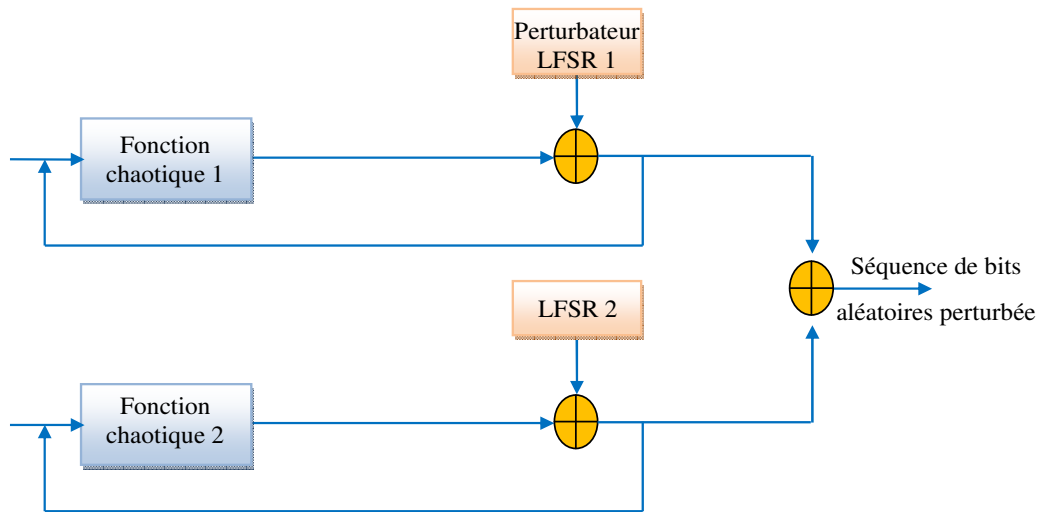 Perturbateur
LFSR 1
Fonction
chaotique 1
Séquence de bits
aléatoires perturbée
LFSR 2
Fonction
chaotique 2